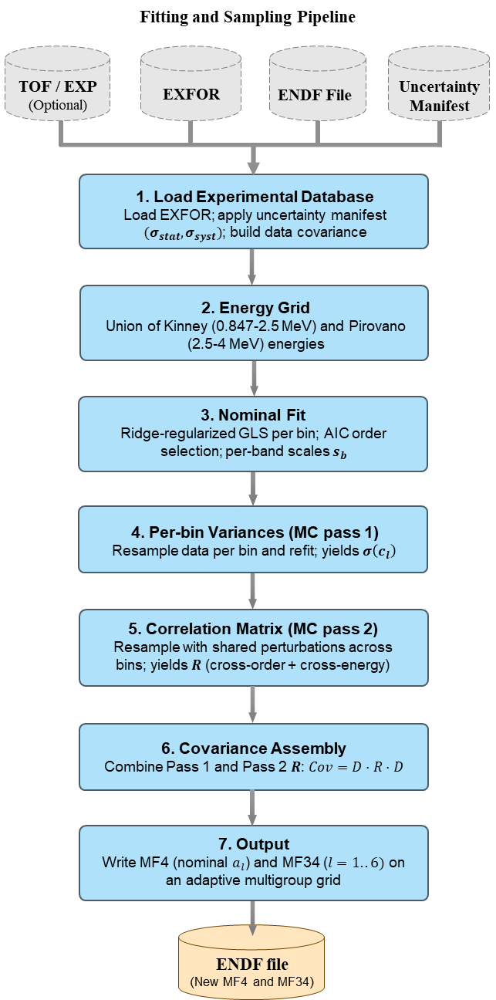 Fitting and Sampling Pipeline
TOF / EXP
(Optional)
EXFOR
ENDF File
Uncertainty
Manifest
1. Load Experimental Database
Load EXFOR; apply uncertainty manifest
(σ_stat, σ_syst); build data covariance
2. Energy Grid
Union of Kinney (0.847-2.5 MeV) and Pirovano
(2.5-4 MeV) energies
3. Nominal Fit
Ridge-regularized GLS per bin; AIC order
selection; per-band scales s_b
4. Per-bin Variances (MC pass 1)
Resample data per bin and refit; yields σ(c_l)
5. Correlation Matrix (MC pass 2)
Resample with shared perturbations across
bins; yields R (cross-order + cross-energy)
6. Covariance Assembly
Combine Pass 1 and Pass 2 R: Cov = D · R · D
7. Output
Write MF4 (nominal a_l) and MF34 (l = 1..6) on
an adaptive multigroup grid
ENDF file
(New MF4 and MF34)